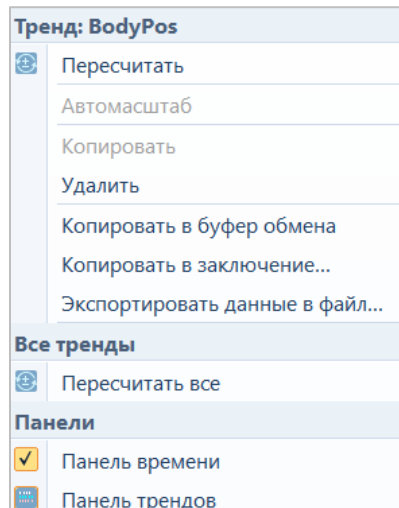 Тренд: BodyPos
Пересчитать
Автомасштаб
Копировать
Удалить
Копировать в буфер обмена
Копировать в заключение...
Экспортировать данные в файл...
Все тренды
Пересчитать все
Панели
Панель времени
Панель трендов